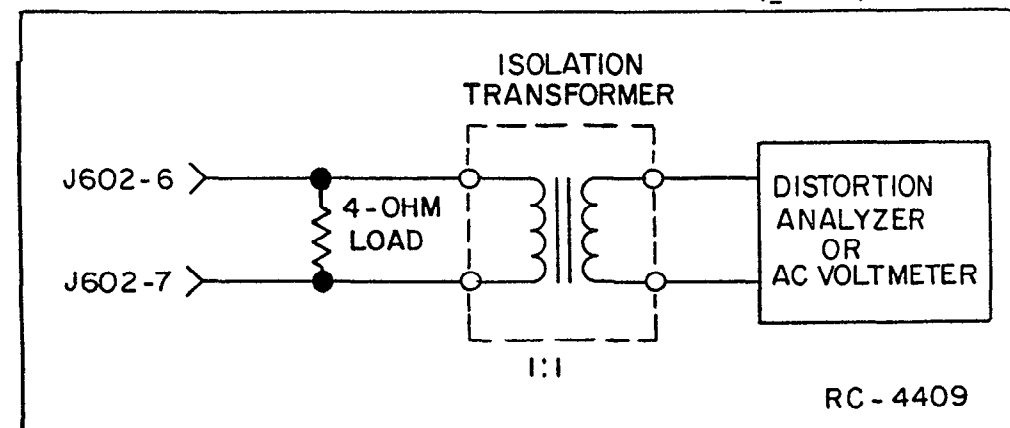 ISOLATION
TRANSFORMER
J602-6
4-OHM
LOAD
J602-7
DISTORTION
ANALYZER
OR
AC VOLTMETER
1:1
RC-4409